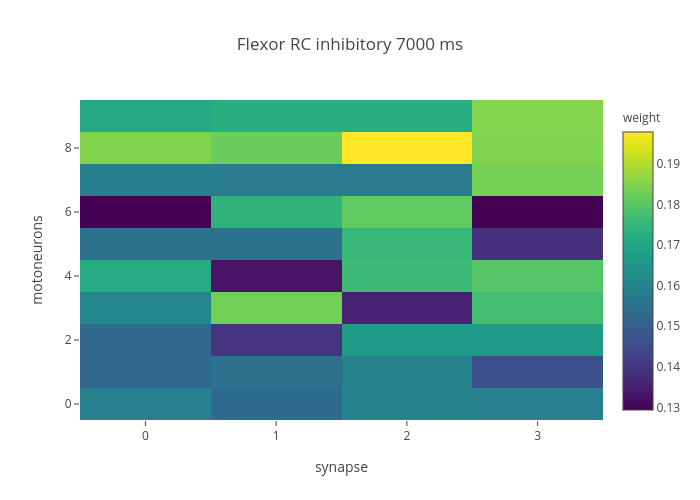 Flexor RC inhibitory 7000 ms
weight
0.19
0.18
0.17
0.16
0.15
0.14
0.13
8
6
4
2
0
motoneurons
0 1 2 3
synapse